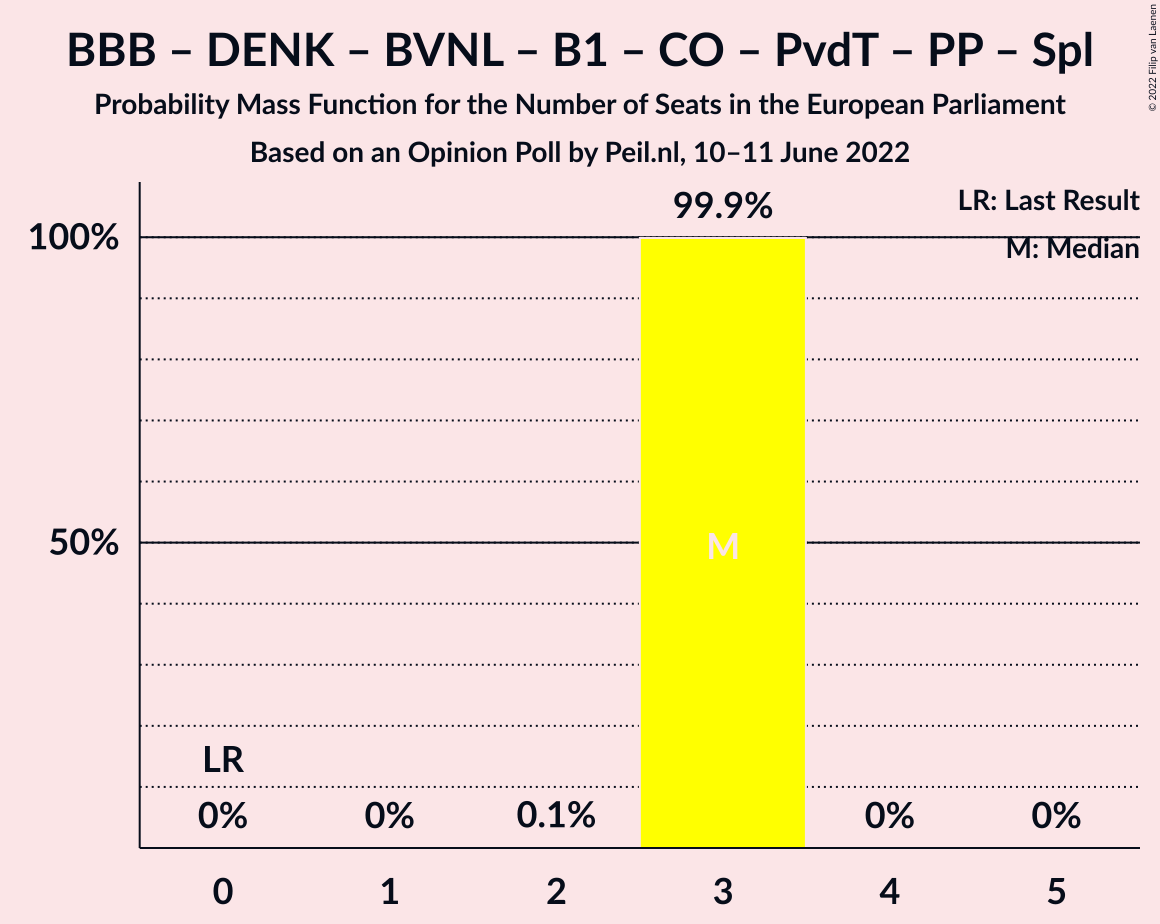 BBB – DENK – BVNL – B1 – CO – PvdT – PP – Spl
Probability Mass Function for the Number of Seats in the European Parliament
Based on an Opinion Poll by Peil.nl, 10–11 June 2022
© 2022 Filip van Laenen
LR: Last Result
M: Median
99.9%
100%
50%
M
LR
0% 0% 0.1% 0% 0%
0 1 2 3 4 5